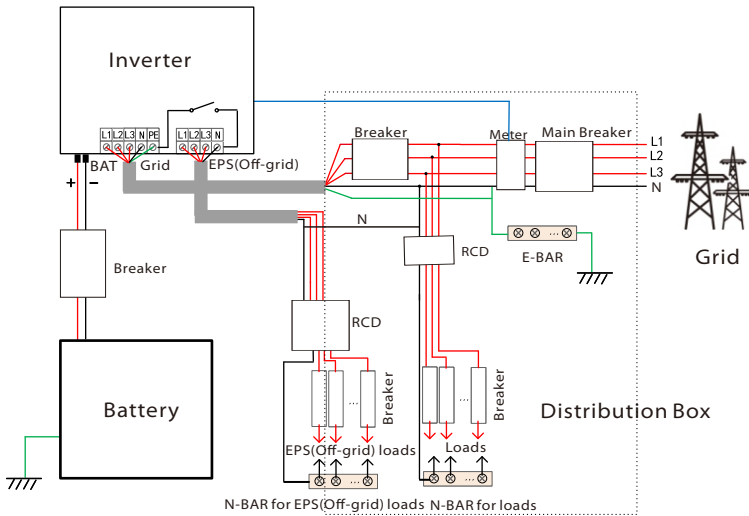 Inverter
L1 L2 L3 N PE
L1 L2 L3 N
BAT
Grid
EPS(Off-grid)
+
−
Breaker
Meter
Main Breaker
L1
L2
L3
N
N
Breaker
RCD
E-BAR
Grid
RCD
Battery
Breaker
...
...
Breaker
Distribution Box
EPS(Off-grid) loads
Loads
...
...
...
N-BAR for EPS(Off-grid) loads
N-BAR for loads